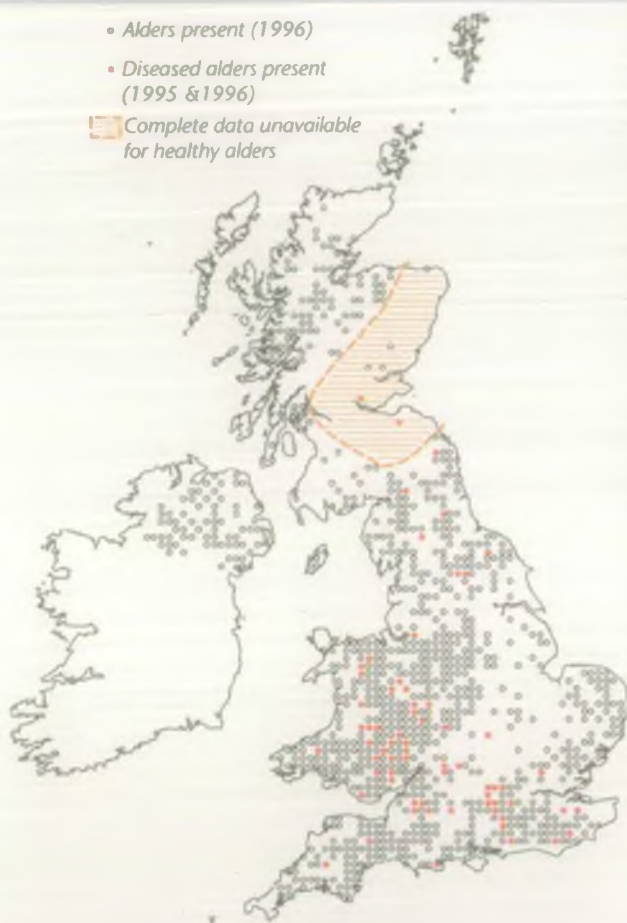 Alders present (1996)
Diseased alders present
(1995 &1996)
Complete data unavailable
for healthy alders